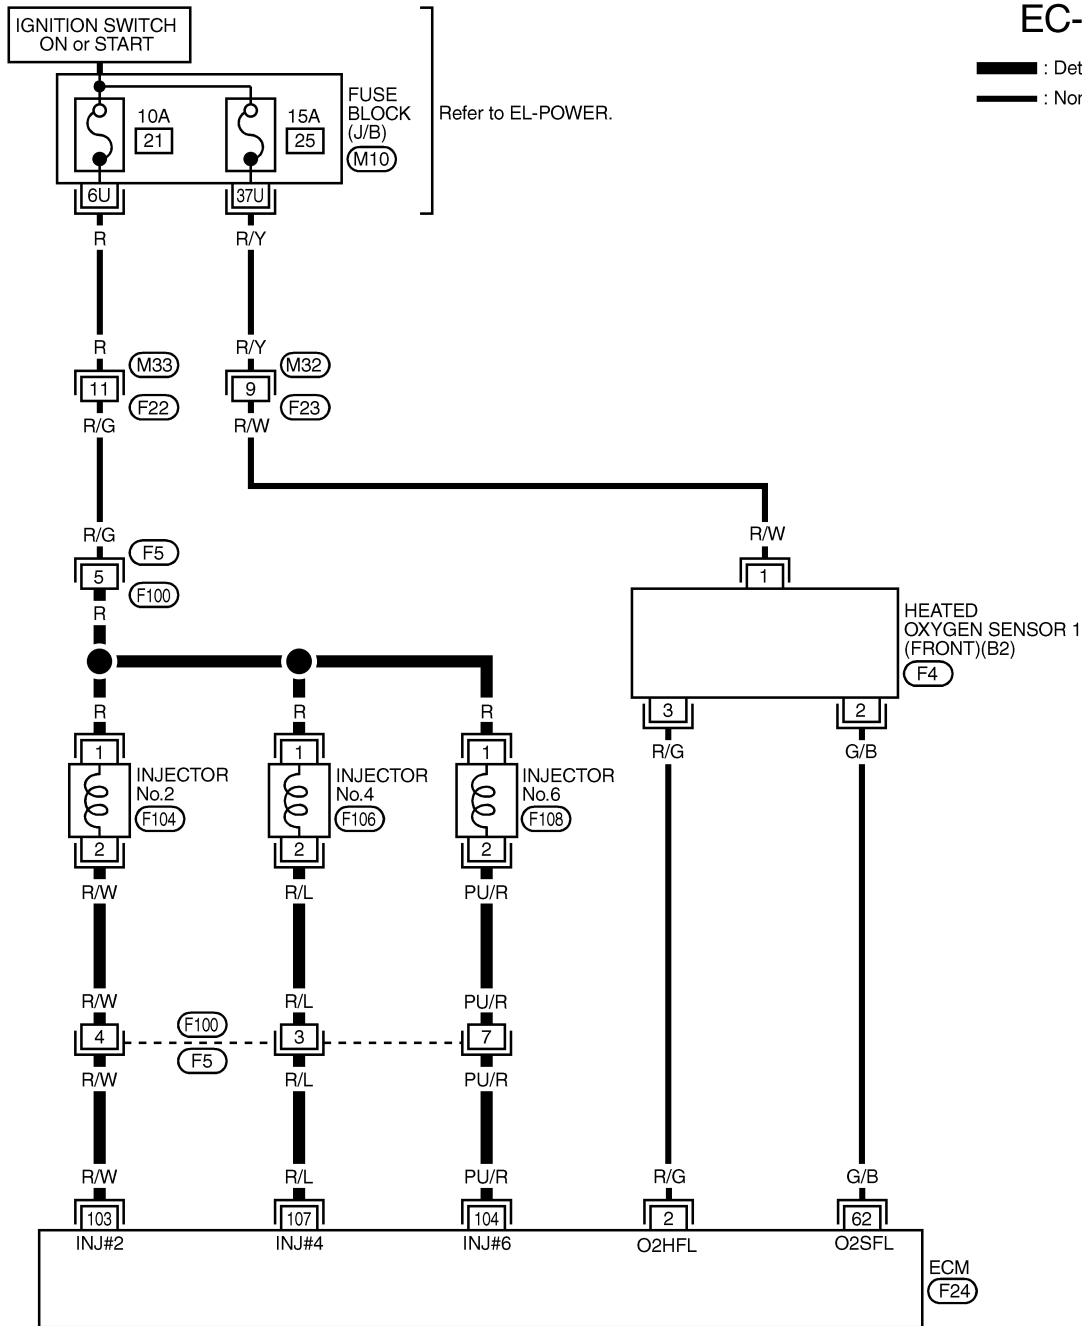 EC-
IGNITION SWITCH
ON or START
: Det
: Nor
10A
21
15A
25
FUSE
BLOCK
(J/B)
M10
Refer to EL-POWER.
6U
37U
R
R/Y
R
R/Y
M33
M32
11
9
F22
F23
R/G
R/W
R/G
R/W
F5
5
1
F100
R
HEATED
OXYGEN SENSOR 1
(FRONT)(B2)
F4
R
R
R
3
2
1
1
1
R/G
G/B
INJECTOR
No.2
F104
INJECTOR
No.4
F106
INJECTOR
No.6
F108
2
2
2
R/W
R/L
PU/R
R/W
R/L
PU/R
4
F100
3
7
F5
R/W
R/L
PU/R
R/W
R/L
PU/R
R/G
G/B
103
107
104
2
62
INJ#2
INJ#4
INJ#6
O2HFL
O2SFL
ECM
F24